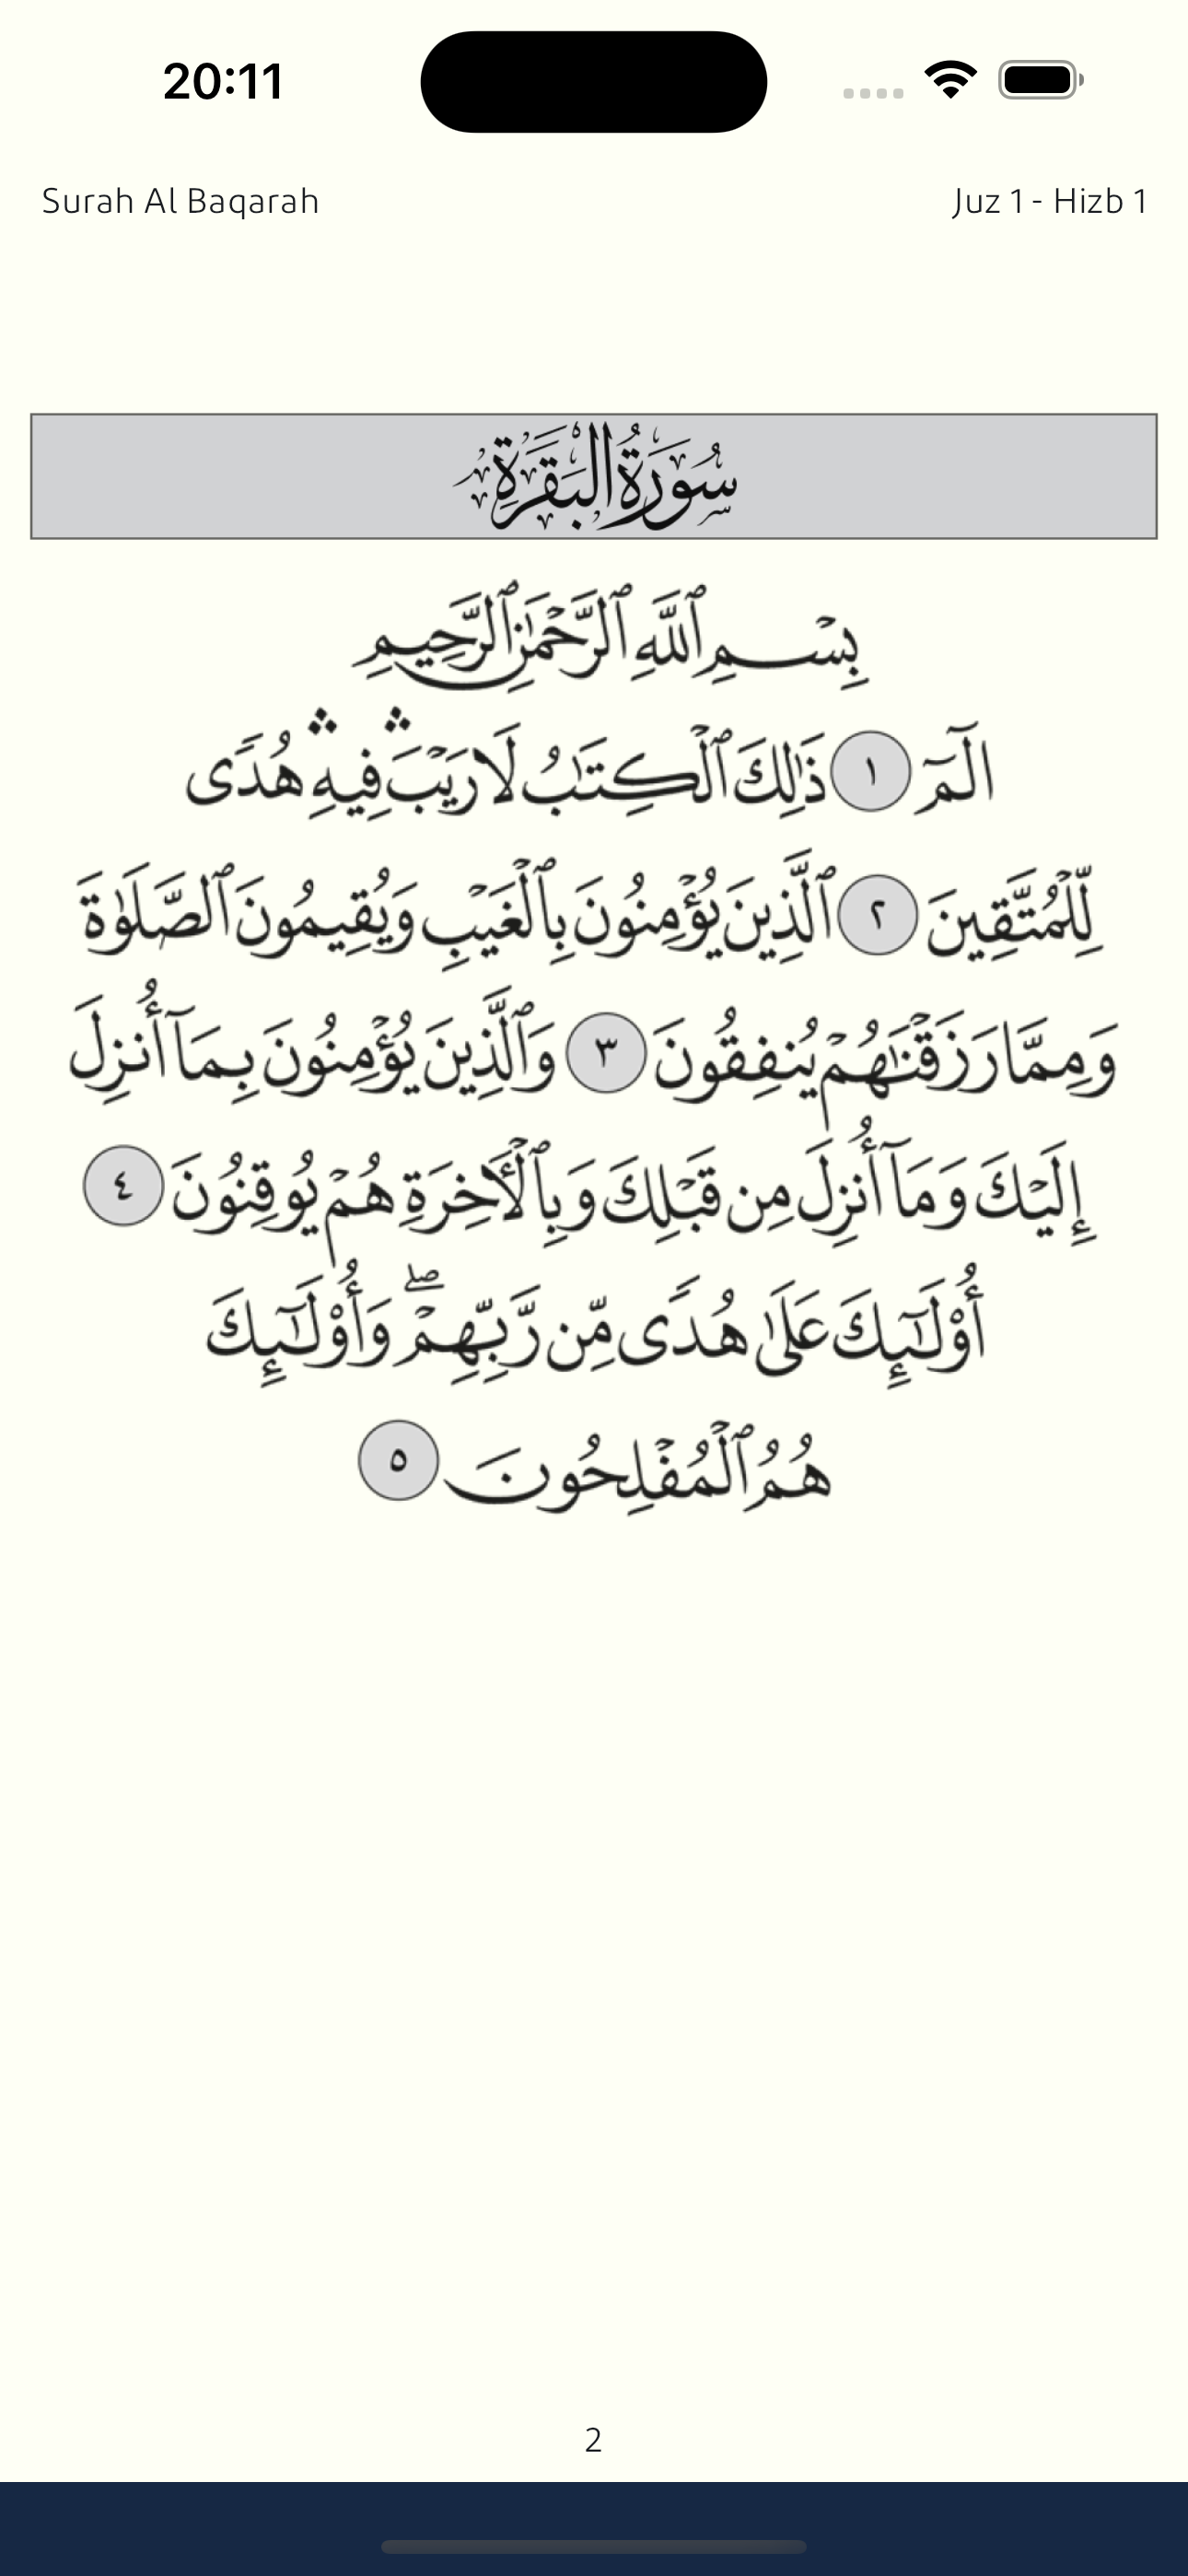 20:11
Surah Al Baqarah
Juz 1 - Hizb 1
سُورَةُ الْبَقَرَةِ
بِسْمِ ٱللَّهِ ٱلرَّحْمَٰنِ ٱلرَّحِيمِ
الٓمٓ ١ ذَٰلِكَ ٱلْكِتَٰبُ لَا رَيْبَ ۛ فِيهِ ۛ هُدًى
لِّلْمُتَّقِينَ ٢ ٱلَّذِينَ يُؤْمِنُونَ بِٱلْغَيْبِ وَيُقِيمُونَ ٱلصَّلَوٰةَ
وَمِمَّا رَزَقْنَٰهُمْ يُنفِقُونَ ٣ وَٱلَّذِينَ يُؤْمِنُونَ بِمَآ أُنزِلَ
إِلَيْكَ وَمَآ أُنزِلَ مِن قَبْلِكَ وَبِٱلْأَخِرَةِ هُمْ يُوقِنُونَ ٤
أُو۟لَٰٓئِكَ عَلَىٰ هُدًى مِّن رَّبِّهِمْ ۖ وَأُو۟لَٰٓئِكَ
هُمُ ٱلْمُفْلِحُونَ ٥
2